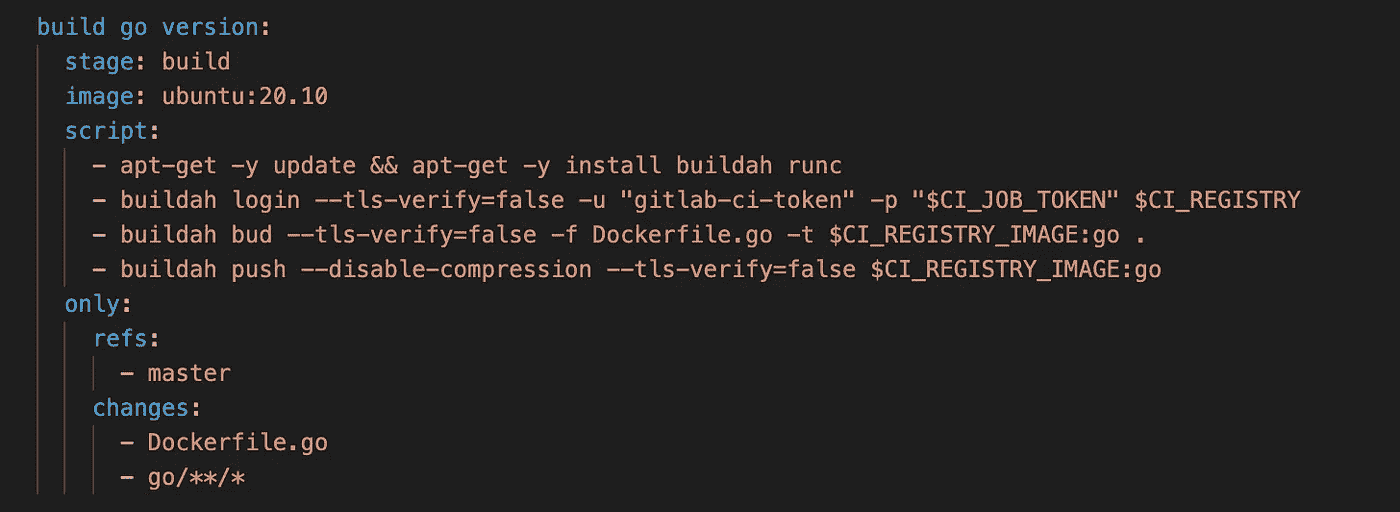 build go version:
stage: build
image: ubuntu:20.10
script:
- apt-get -y update && apt-get -y install buildah runc
- buildah login --tls-verify=false -u "gitlab-ci-token" -p "$CI_JOB_TOKEN" $CI_REGISTRY
- buildah bud --tls-verify=false -f Dockerfile.go -t $CI_REGISTRY_IMAGE:go .
- buildah push --disable-compression --tls-verify=false $CI_REGISTRY_IMAGE:go
only:
refs:
- master
changes:
- Dockerfile.go
- go/**/*